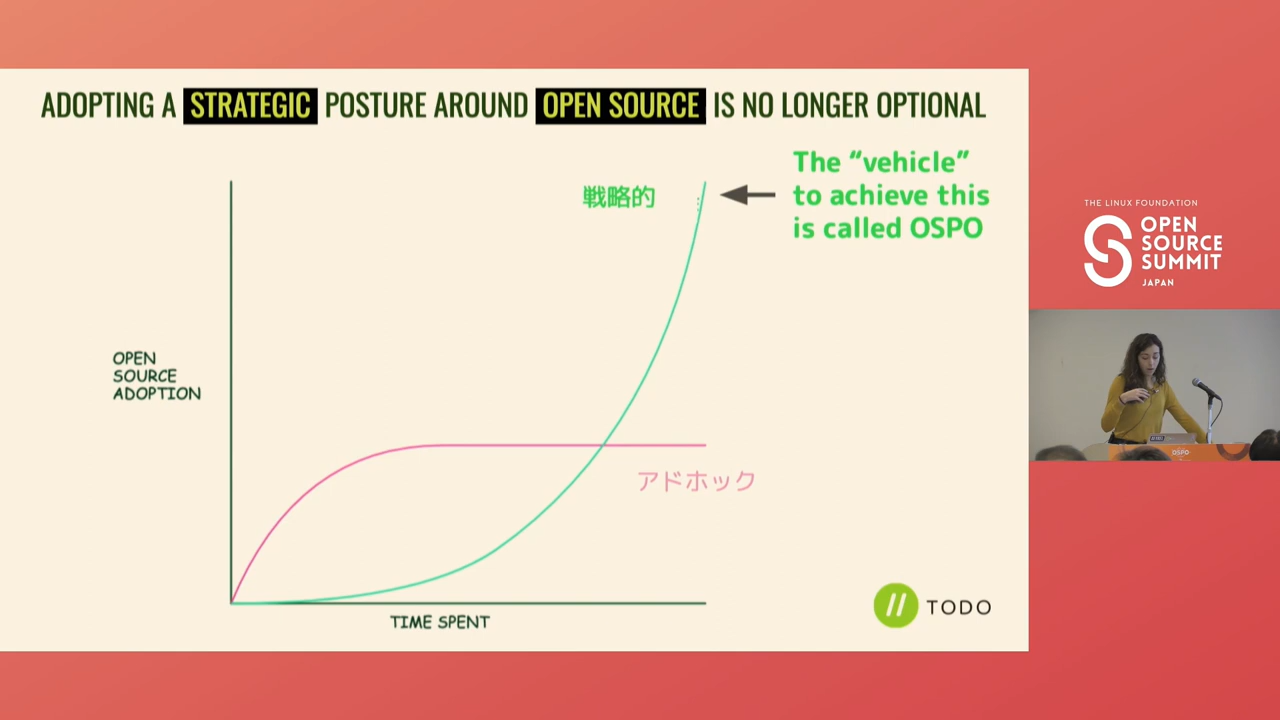 ADOPTING A STRATEGIC POSTURE AROUND OPEN SOURCE IS NO LONGER OPTIONAL
The “vehicle”
to achieve this
is called OSPO
戦略的
OPEN
SOURCE
ADOPTION
アドホック
TIME SPENT
TODO
THE LINUX FOUNDATION
OPEN
SOURCE
SUMMIT
JAPAN
OSPO